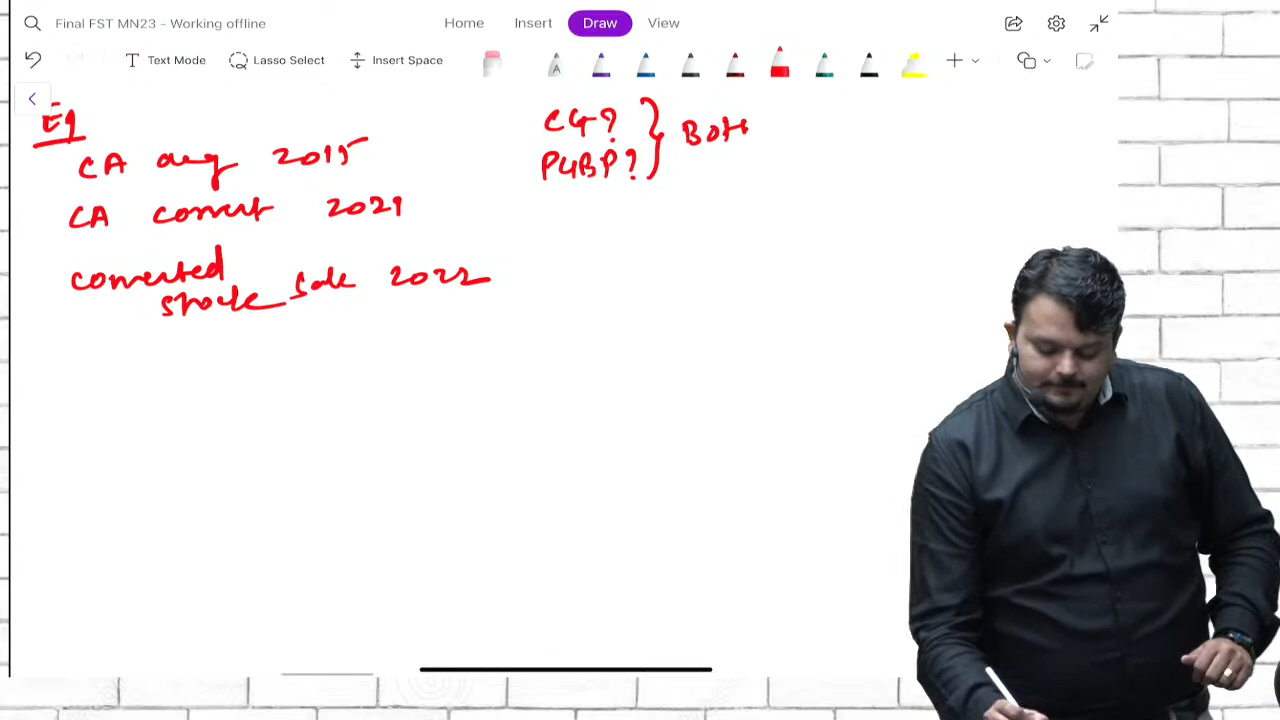 Final FST MN23 - Working offline
Home Insert Draw View
Text Mode Lasso Select Insert Space
A
Eg
CA acq 2015
CA convert 2021
converted
stock sale 2022
CG?
PGBP?
Both